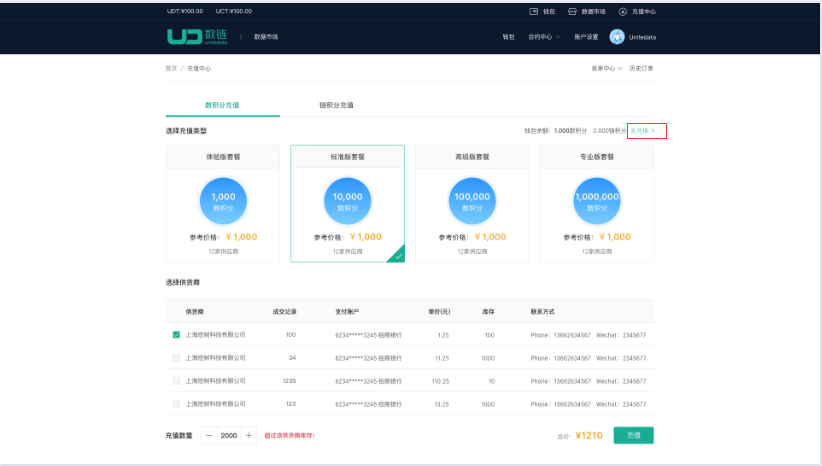 UDT:¥100.00 UCT:¥100.00 钱包 数据市场 充值中心
UD 数链 unitedata 数据市场 钱包 合约中心 账户设置 Unitedata
首页 / 充值中心 卖家中心 历史订单
数积分充值 链积分充值
选择充值类型 钱包余额: 1,000数积分 2,000链积分 去兑换 >
体验版套餐 标准版套餐 高级版套餐 专业版套餐
1,000 10,000 100,000 1,000,000
数积分 数积分 数积分 数积分
参考价格: ¥ 1,000 参考价格: ¥ 1,000 参考价格: ¥ 1,000 参考价格: ¥ 1,000
12家供应商 12家供应商 12家供应商 12家供应商
选择供货商
供货商 成交记录 支付账户 单价(元) 库存 联系方式
上海控制科技有限公司 100 6234*****3245 招商银行 1.25 100 Phone: 13662634567 Wechat: 2345677
上海控制科技有限公司 34 6234*****3245 招商银行 11.25 1000 Phone: 13662634567 Wechat: 2345677
上海控制科技有限公司 1235 6234*****3245 招商银行 110.25 10 Phone: 13662634567 Wechat: 2345677
上海控制科技有限公司 123 6234*****3245 招商银行 13.25 1000 Phone: 13662634567 Wechat: 2345677
充值数量 — 2000 + 超过该供货商库存! 总价: ¥1210 充值